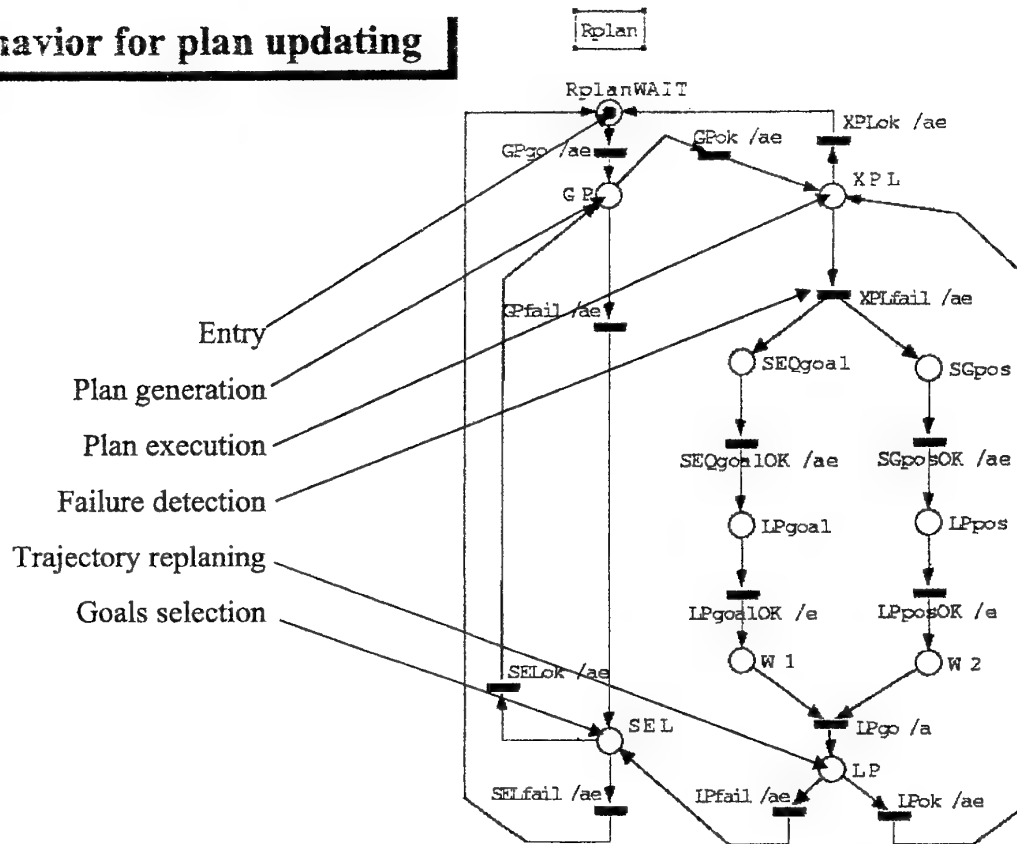 havior for plan updating
Rplan
RplanWAIT
GPgo /ae
GPok /ae
XPLok /ae
GP
XPL
GPfail /ae
XPLfail /ae
Entry
Plan generation
Plan execution
Failure detection
Trajectory replaning
Goals selection
SEQgoal
SGpos
SEQgoalOK /ae
SGposOK /ae
LPgoal
LPpos
LPgoalOK /e
LPposOK /e
W1
W2
SELok /ae
SEL
LPgo /a
LP
SELfail /ae
LPfail /ae
LPok /ae